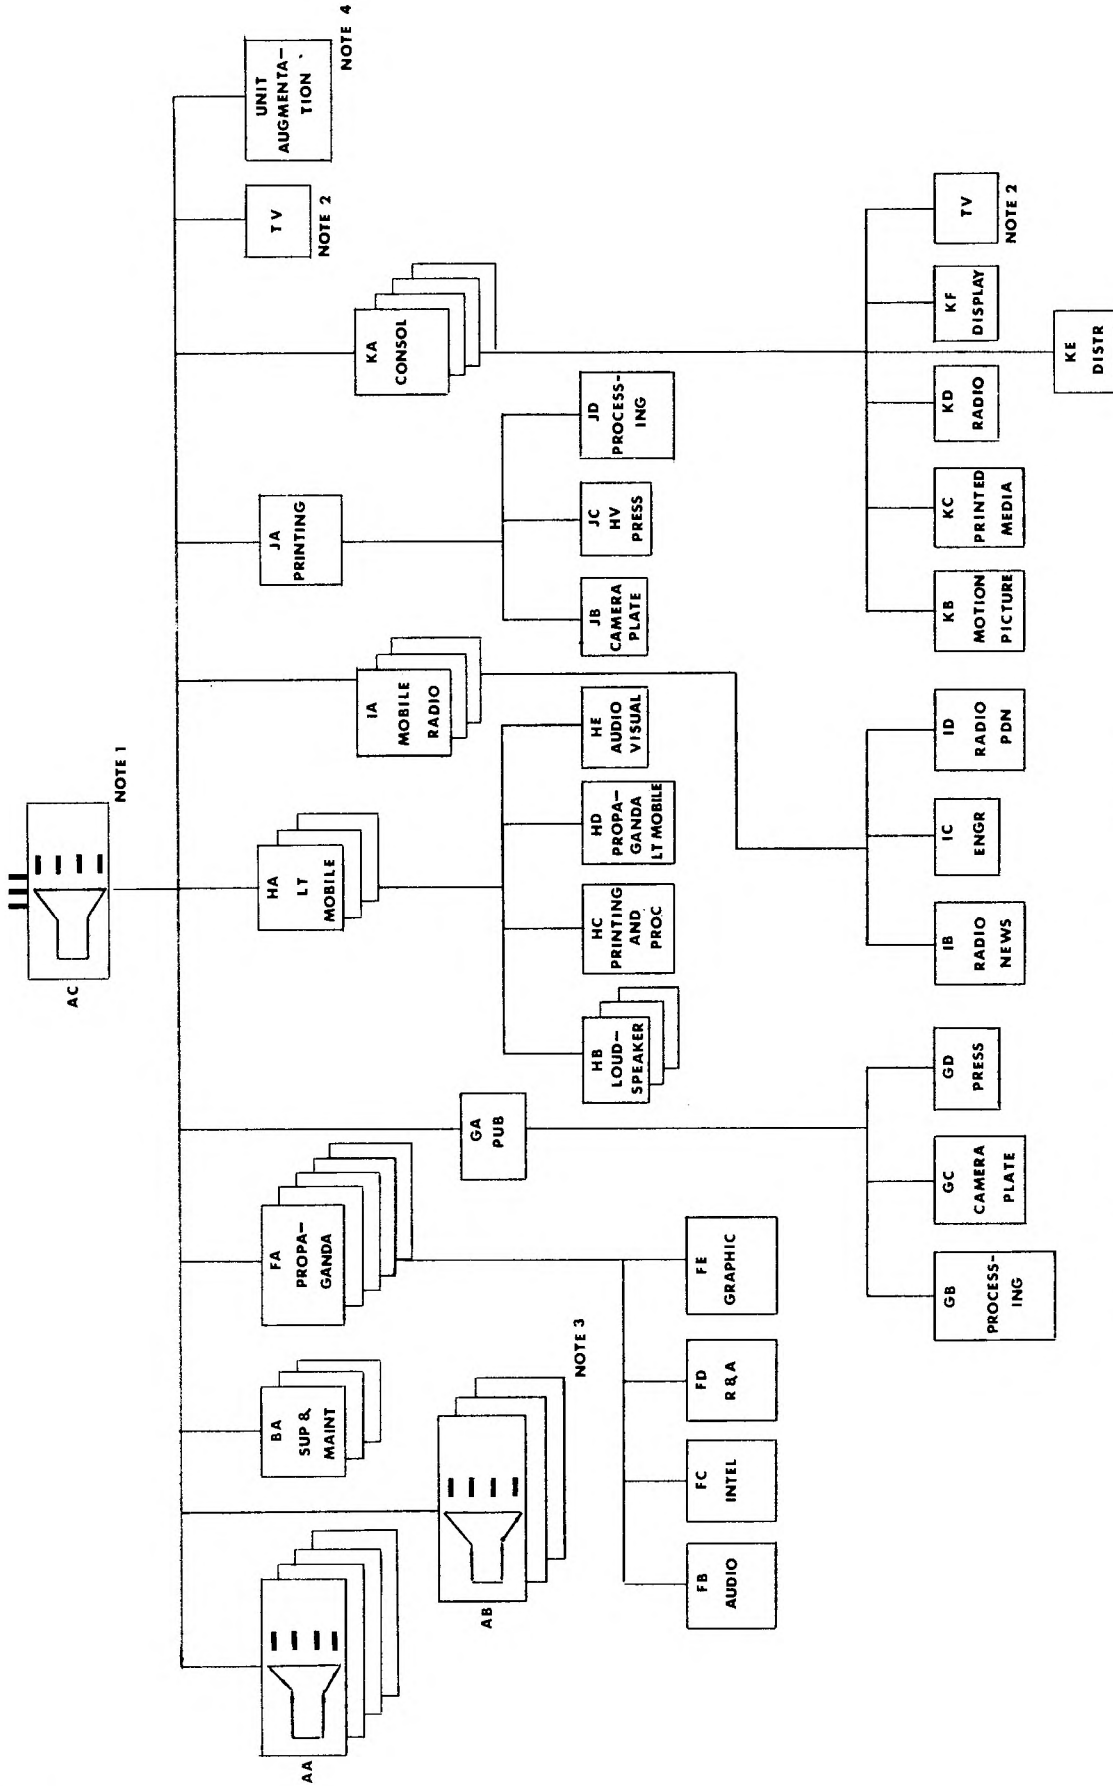 NOTE 1
AC
AA
AB
NOTE 3
BA
SUP &
MAINT
FA
PROPA-
GANDA
FB
AUDIO
FC
INTEL
FD
R &A
FE
GRAPHIC
GA
PUB
GB
PROCESS-
ING
GC
CAMERA
PLATE
GD
PRESS
HA
LT
MOBILE
HB
LOUD-
SPEAKER
HC
PRINTING
AND
PROC
HD
PROPA-
GANDA
LT MOBILE
HE
AUDIO
VISUAL
IA
MOBILE
RADIO
IB
RADIO
NEWS
IC
ENGR
ID
RADIO
PDN
JA
PRINTING
JB
CAMERA
PLATE
JC
HV
PRESS
JD
PROCESS-
ING
KA
CONSOL
KB
MOTION
PICTURE
KC
PRINTED
MEDIA
KD
RADIO
KE
DISTR
KF
DISPLAY
TV
NOTE 2
TV
NOTE 2
UNIT
AUGMENTA-
TION
NOTE 4